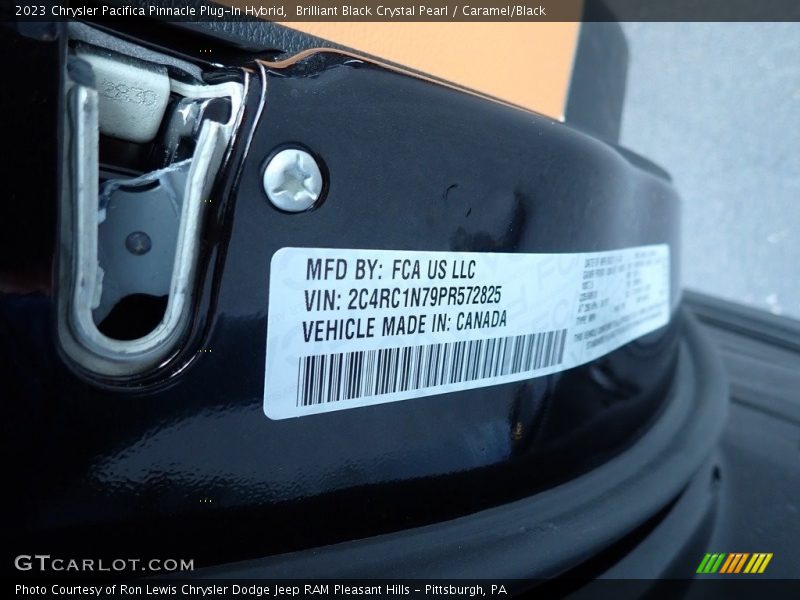 2023 Chrysler Pacifica Pinnacle Plug-In Hybrid, Brilliant Black Crystal Pearl / Caramel/Black
2830
MFD BY: FCA US LLC
VIN: 2C4RC1N79PR572825
VEHICLE MADE IN: CANADA
GTCARLOT.COM
Photo Courtesy of Ron Lewis Chrysler Dodge Jeep RAM Pleasant Hills - Pittsburgh, PA